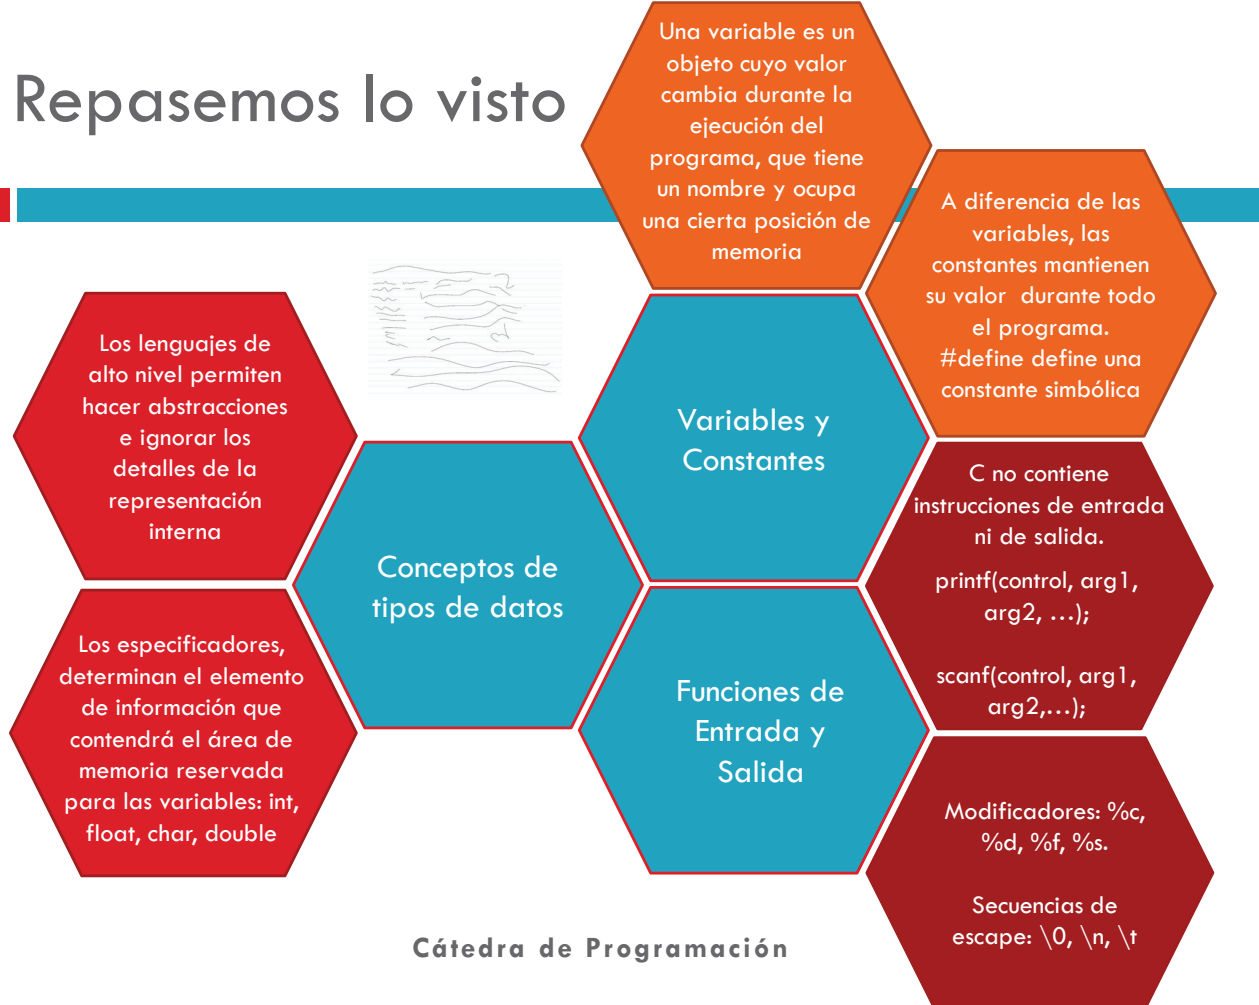 Repasemos lo visto
Una variable es un
objeto cuyo valor
cambia durante la
ejecución del
programa, que tiene
un nombre y ocupa
una cierta posición de
memoria
A diferencia de las
variables, las
constantes mantienen
su valor durante todo
el programa.
#define define una
constante simbólica
Los lenguajes de
alto nivel permiten
hacer abstracciones
e ignorar los
detalles de la
representación
interna
Variables y
Constantes
Conceptos de
tipos de datos
C no contiene
instrucciones de entrada
ni de salida.
printf(control, arg1,
arg2, …);
scanf(control, arg1,
arg2,…);
Los especificadores,
determinan el elemento
de información que
contendrá el área de
memoria reservada
para las variables: int,
float, char, double
Funciones de
Entrada y
Salida
Modificadores: %c,
%d, %f, %s.
Secuencias de
escape: \0, \n, \t
Cátedra de Programación